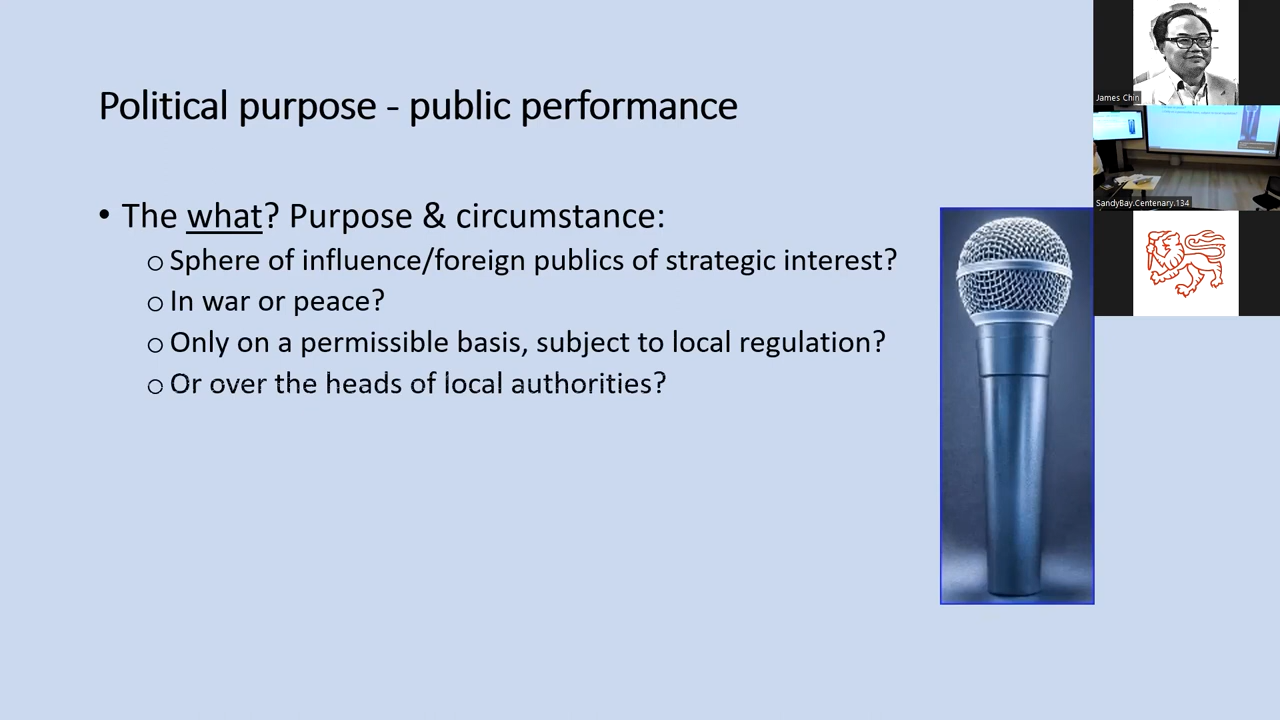 Political purpose - public performance
• The what? Purpose & circumstance:
o Sphere of influence/foreign publics of strategic interest?
o In war or peace?
o Only on a permissible basis, subject to local regulation?
o Or over the heads of local authorities?
James Chin
SandyBay.Centenary.134